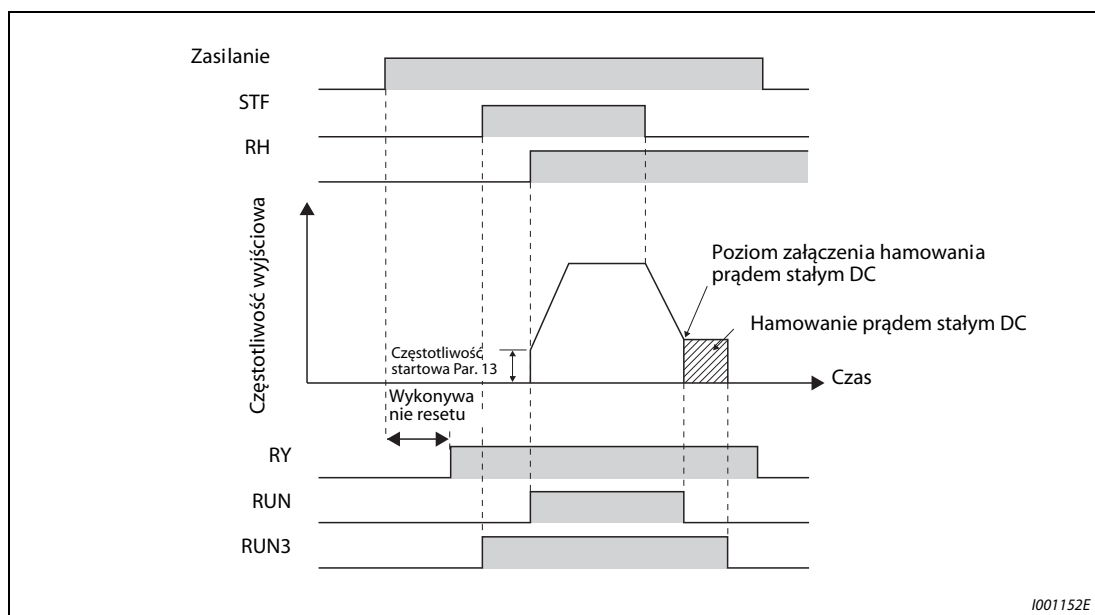 Zasilanie
STF
RH
Częstotliwość wyjściowa
Poziom załączenia hamowania
prądem stałym DC
Hamowanie prądem stałym DC
Częstotliwość
startowa Par. 13
Czas
Wykonywa
nie resetu
RY
RUN
RUN3
I001152E